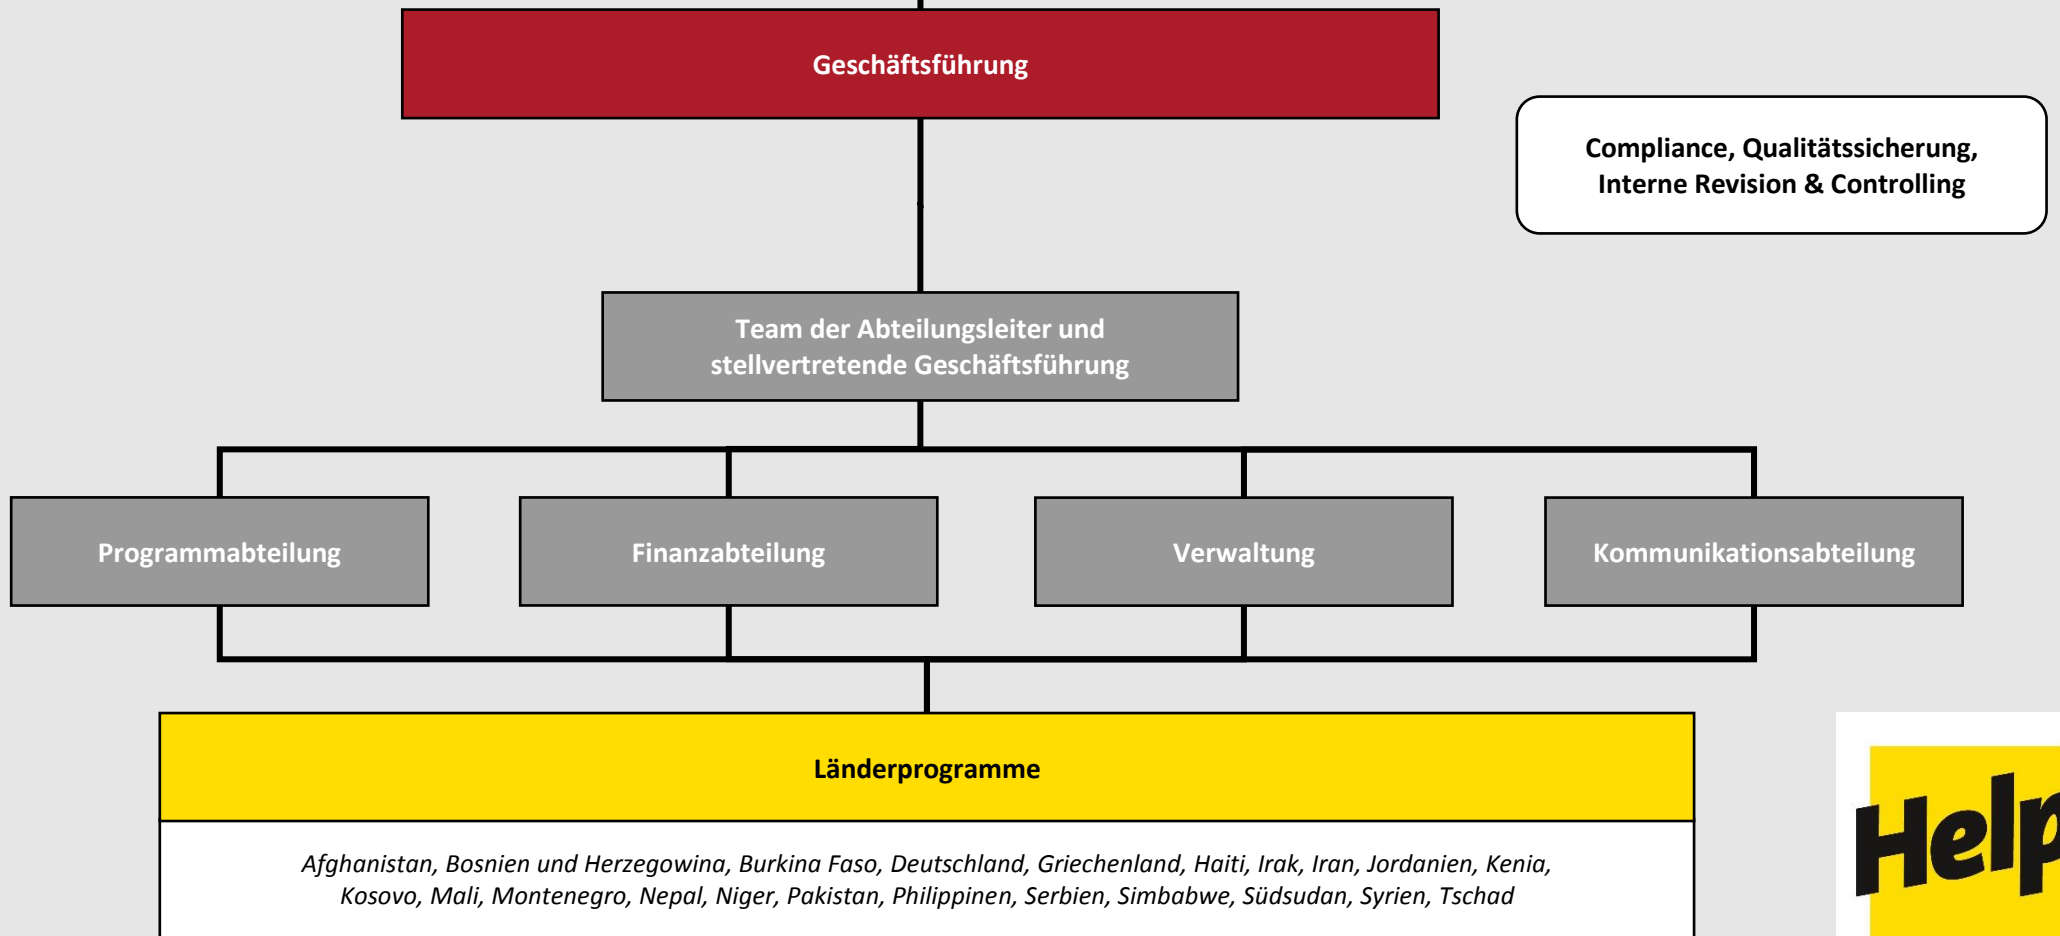 Geschäftsführung
Compliance, Qualitätssicherung,
Interne Revision & Controlling
Team der Abteilungsleiter und
stellvertretende Geschäftsführung
Programmabteilung
Finanzabteilung
Verwaltung
Kommunikationsabteilung
Länderprogramme
Afghanistan, Bosnien und Herzegowina, Burkina Faso, Deutschland, Griechenland, Haiti, Irak, Iran, Jordanien, Kenia,
Kosovo, Mali, Montenegro, Nepal, Niger, Pakistan, Philippinen, Serbien, Simbabwe, Südsudan, Syrien, Tschad
Help